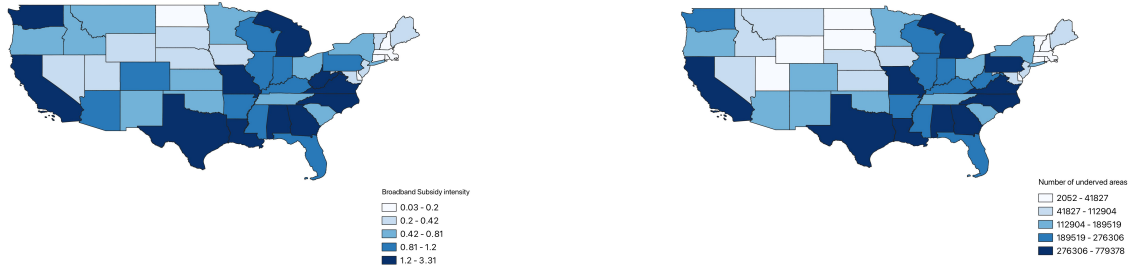 Broadband Subsidy intensity
0.03 - 0.2
0.2 - 0.42
0.42 - 0.81
0.81 - 1.2
1.2 - 3.31
Number of underved areas
2052 - 41827
41827 - 112904
112904 - 189519
189519 - 276306
276306 - 779378